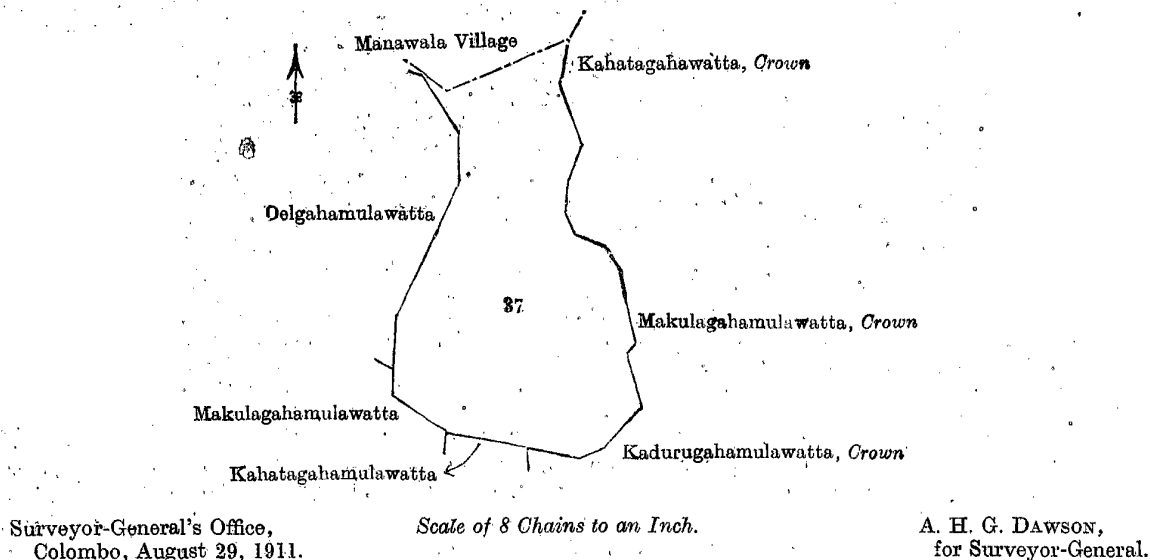 Manawala Village
Kahatagahawatta, Crown
Delgahamulawatta
37
Makulagahamulawatta, Crown
Makulagahamulawatta
Kadurugahamulawatta, Crown
Kahatagahamulawatta
Surveyor-General's Office,
Colombo, August 29, 1911.
Scale of 8 Chains to an Inch.
A. H. G. DAWSON,
for Surveyor-General.